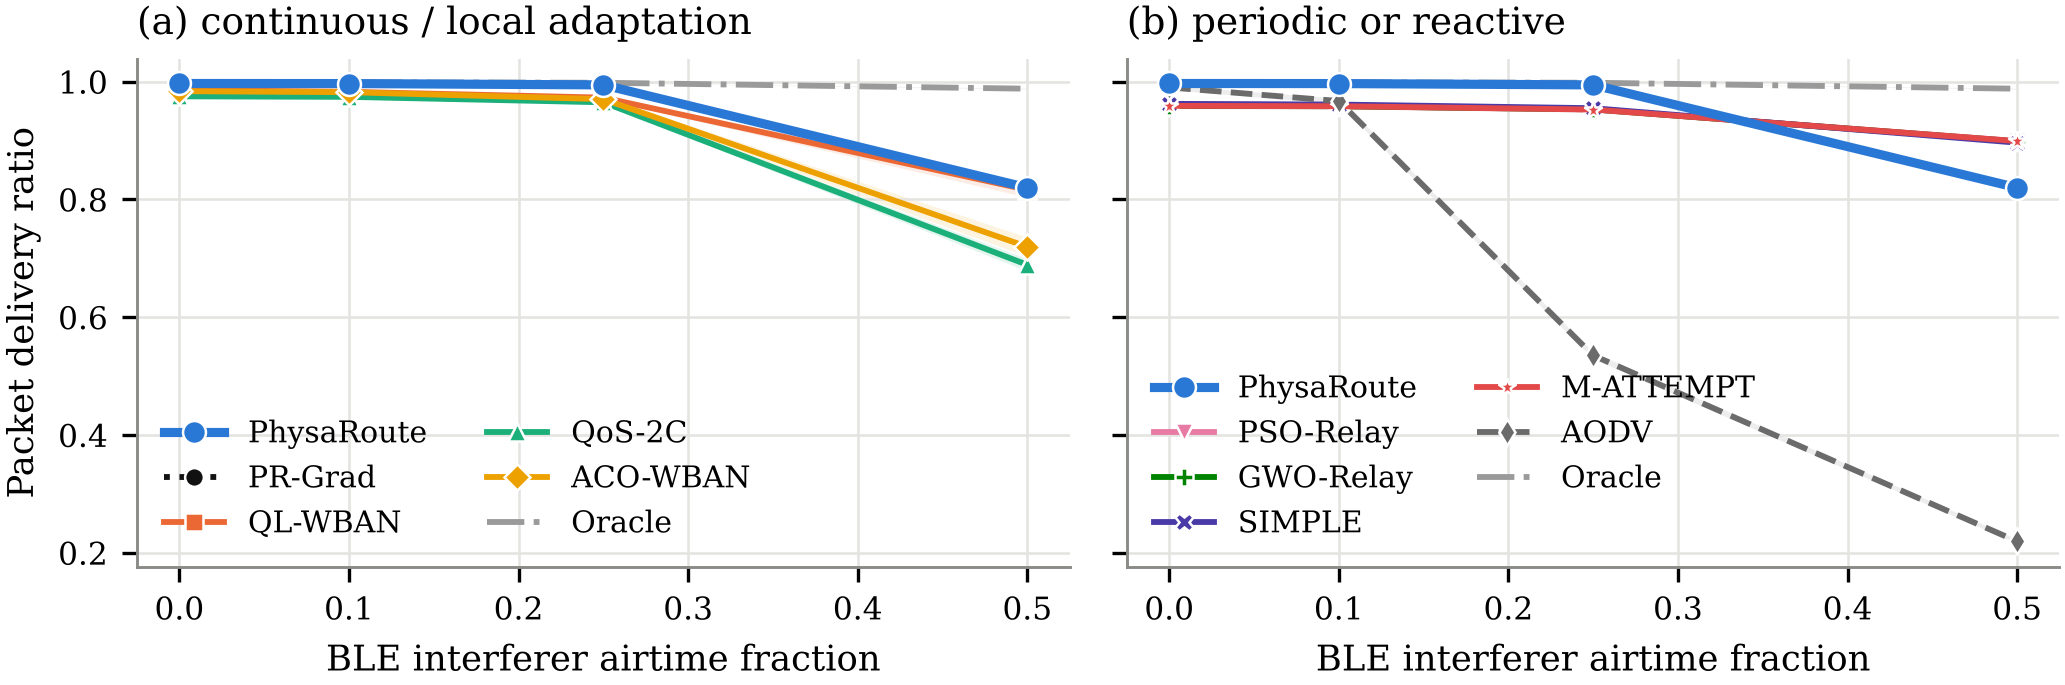 (a) continuous / local adaptation
Packet delivery ratio
1.0
0.8
0.6
0.4
0.2
PhysaRoute
PR-Grad
QL-WBAN
QoS-2C
ACO-WBAN
Oracle
0.0 0.1 0.2 0.3 0.4 0.5
BLE interferer airtime fraction
(b) periodic or reactive
PhysaRoute
PSO-Relay
GWO-Relay
SIMPLE
M-ATTEMPT
AODV
Oracle
0.0 0.1 0.2 0.3 0.4 0.5
BLE interferer airtime fraction